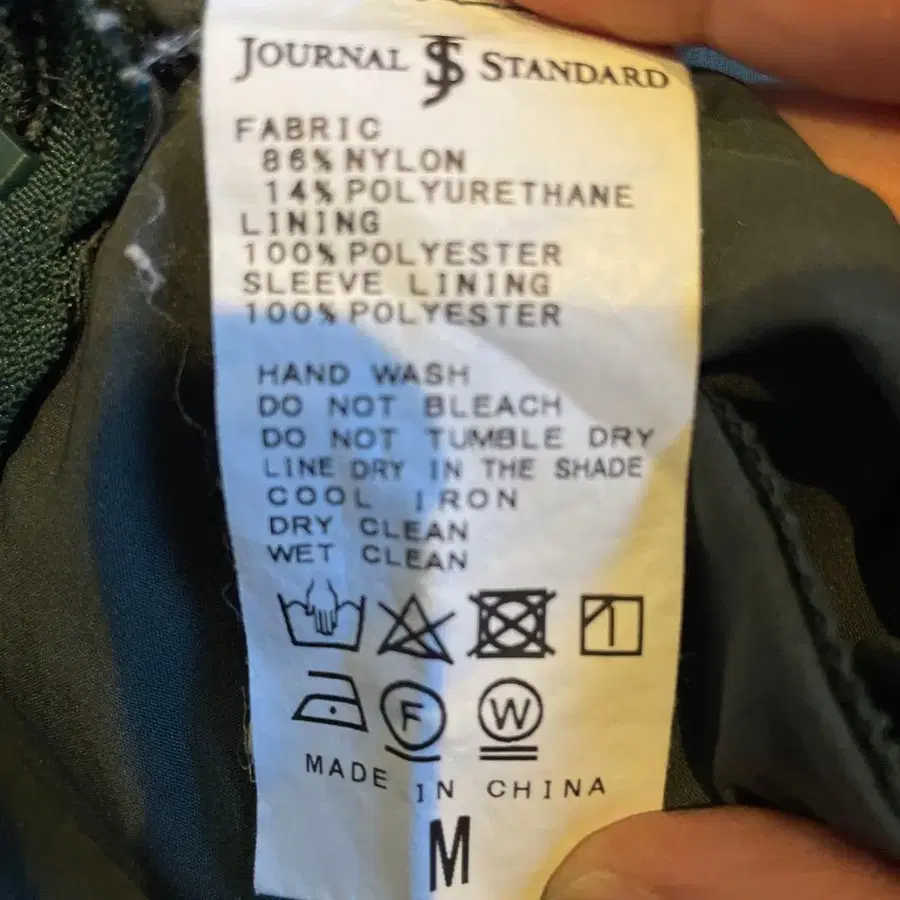 JOURNAL JS STANDARD
FABRIC
86% NYLON
14% POLYURETHANE
LINING
100% POLYESTER
SLEEVE LINING
100% POLYESTER
HAND WASH
DO NOT BLEACH
DO NOT TUMBLE DRY
LINE DRY IN THE SHADE
COOL IRON
DRY CLEAN
WET CLEAN
F W
MADE IN CHINA
M